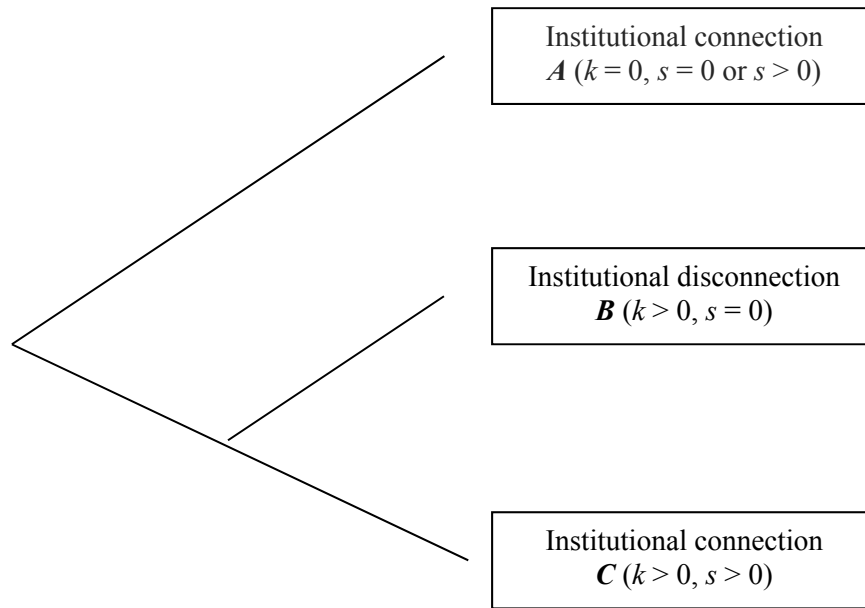 Institutional connection
A (k = 0, s = 0 or s > 0)
Institutional disconnection
B (k > 0, s = 0)
Institutional connection
C (k > 0, s > 0)